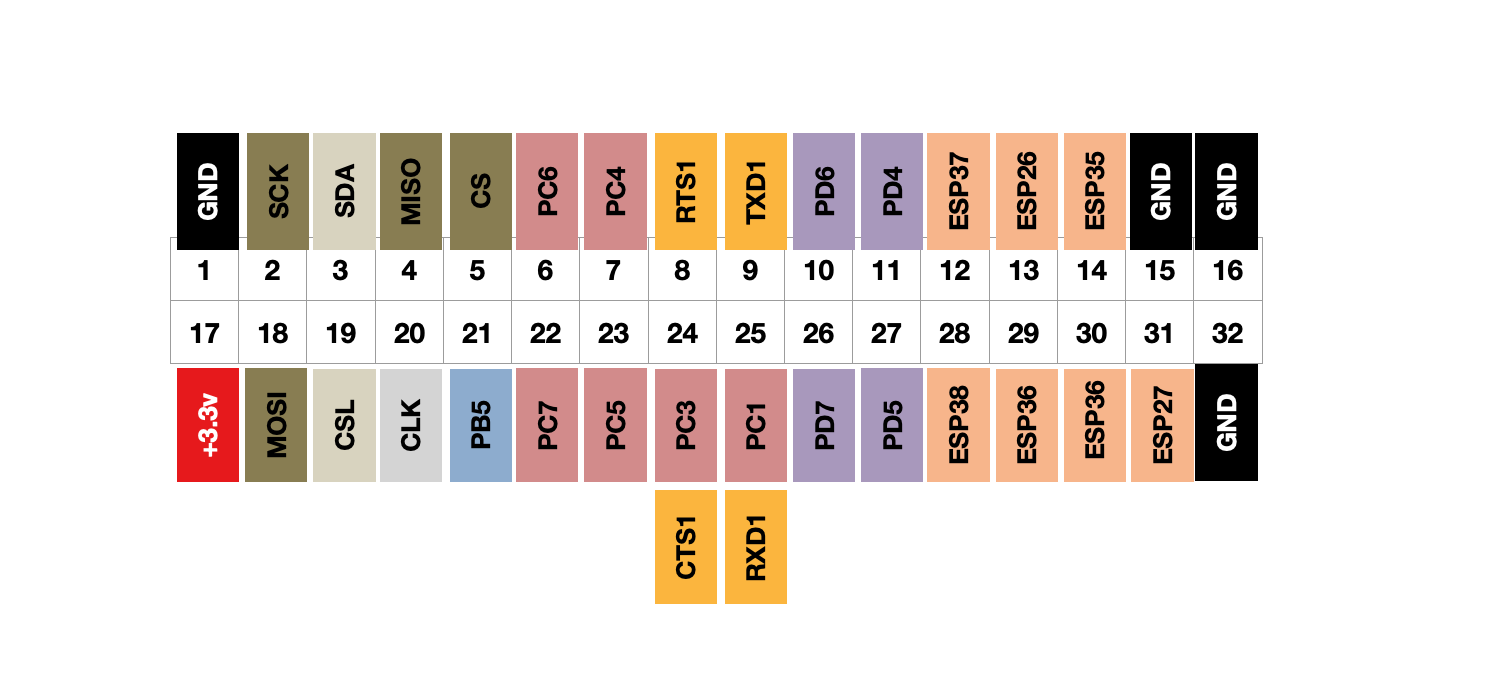 GND SCK SDA MISO CS PC6 PC4 RTS1 TXD1 PD6 PD4 ESP37 ESP26 ESP35 GND GND
1 2 3 4 5 6 7 8 9 10 11 12 13 14 15 16
17 18 19 20 21 22 23 24 25 26 27 28 29 30 31 32
+3.3v MOSI CSL CLK PB5 PC7 PC5 PC3 PC1 PD7 PD5 ESP38 ESP36 ESP36 ESP27 GND
CTS1 RXD1